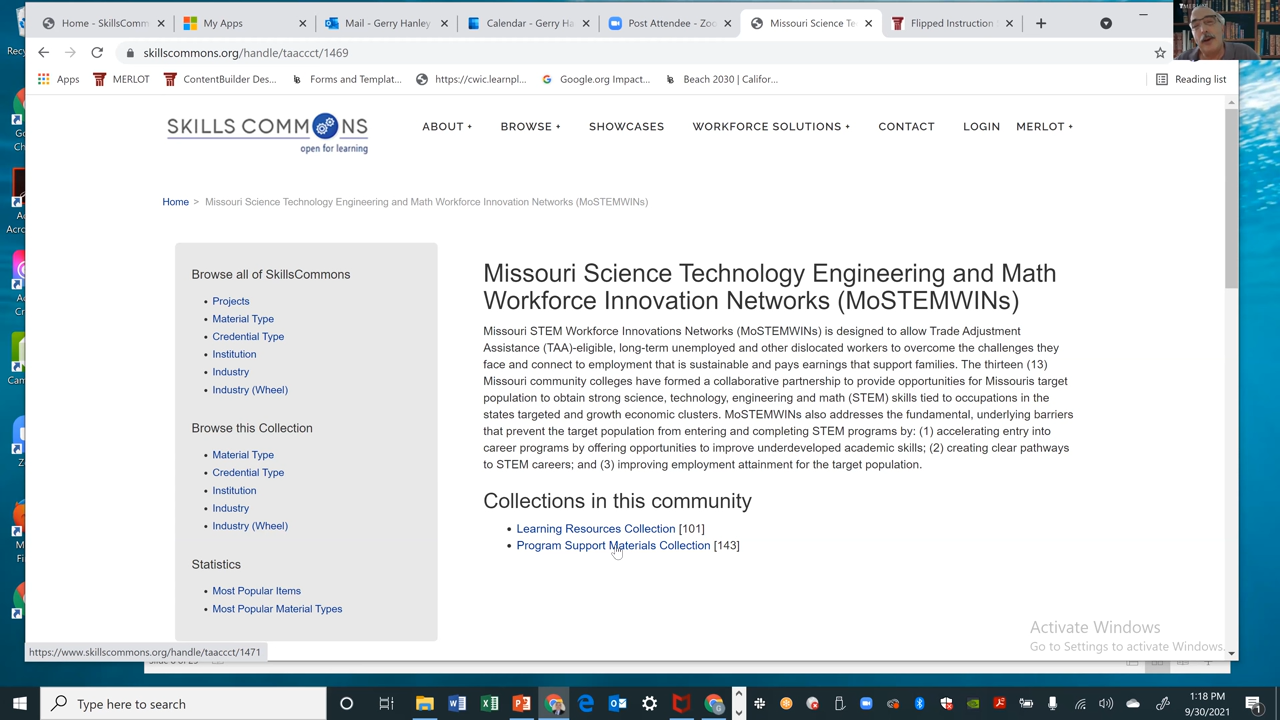 Home - SkillsComm
My Apps
Mail - Gerry Hanley
Calendar - Gerry Ha
Post Attendee - Zoo
Missouri Science Te
Flipped Instruction
skillscommons.org/handle/taaccct/1469
Apps
MERLOT
ContentBuilder Des...
Forms and Templat...
https://cwic.learnpl...
Google.org Impact...
Beach 2030 | Califor...
Reading list
SKILLS COMMONS
open for learning
ABOUT +
BROWSE +
SHOWCASES
WORKFORCE SOLUTIONS +
CONTACT
LOGIN
MERLOT +
Home > Missouri Science Technology Engineering and Math Workforce Innovation Networks (MoSTEMWINs)
Browse all of SkillsCommons
Projects
Material Type
Credential Type
Institution
Industry
Industry (Wheel)
Browse this Collection
Material Type
Credential Type
Institution
Industry
Industry (Wheel)
Statistics
Most Popular Items
Most Popular Material Types
Missouri Science Technology Engineering and Math
Workforce Innovation Networks (MoSTEMWINs)
Missouri STEM Workforce Innovations Networks (MoSTEMWINs) is designed to allow Trade Adjustment
Assistance (TAA)-eligible, long-term unemployed and other dislocated workers to overcome the challenges they
face and connect to employment that is sustainable and pays earnings that support families. The thirteen (13)
Missouri community colleges have formed a collaborative partnership to provide opportunities for Missouris target
population to obtain strong science, technology, engineering and math (STEM) skills tied to occupations in the
states targeted and growth economic clusters. MoSTEMWINs also addresses the fundamental, underlying barriers
that prevent the target population from entering and completing STEM programs by: (1) accelerating entry into
career programs by offering opportunities to improve underdeveloped academic skills; (2) creating clear pathways
to STEM careers; and (3) improving employment attainment for the target population.
Collections in this community
Learning Resources Collection [101]
Program Support Materials Collection [143]
Activate Windows
Go to Settings to activate Windows.
https://www.skillscommons.org/handle/taaccct/1471
Type here to search
1:18 PM
9/30/2021